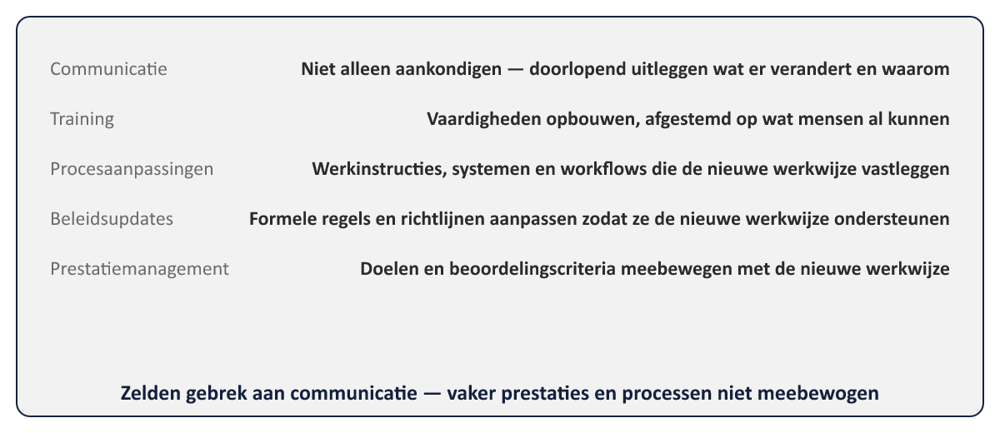 Communicatie Niet alleen aankondigen — doorlopend uitleggen wat er verandert en waarom
Training Vaardigheden opbouwen, afgestemd op wat mensen al kunnen
Procesaanpassingen Werkinstructies, systemen en workflows die de nieuwe werkwijze vastleggen
Beleidsupdates Formele regels en richtlijnen aanpassen zodat ze de nieuwe werkwijze ondersteunen
Prestatiemanagement Doelen en beoordelingscriteria meebewegen met de nieuwe werkwijze
Zelden gebrek aan communicatie — vaker prestaties en processen niet meebewogen